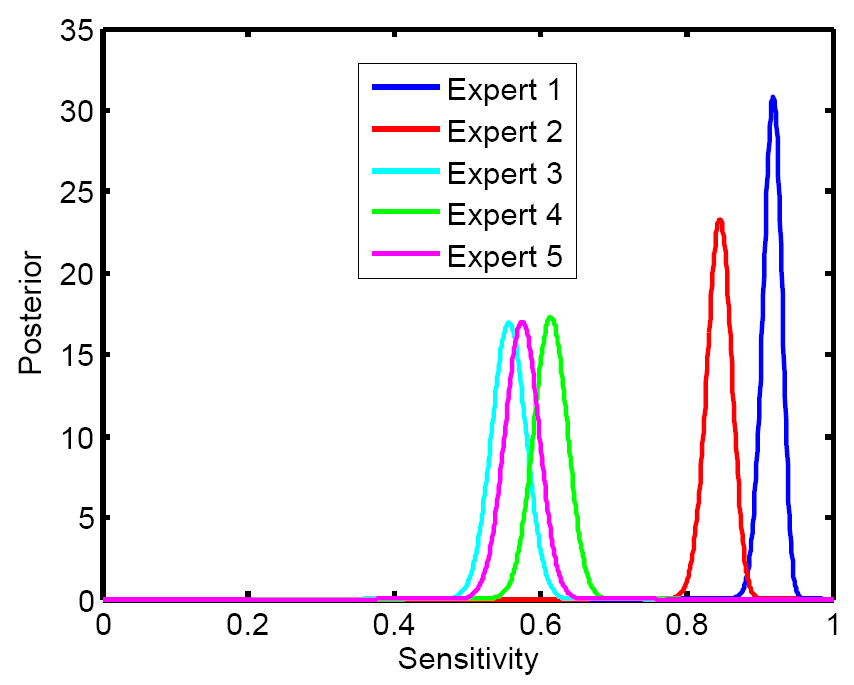 35
30
25
20
15
10
5
0
Posterior
Expert 1
Expert 2
Expert 3
Expert 4
Expert 5
0 0.2 0.4 0.6 0.8 1
Sensitivity